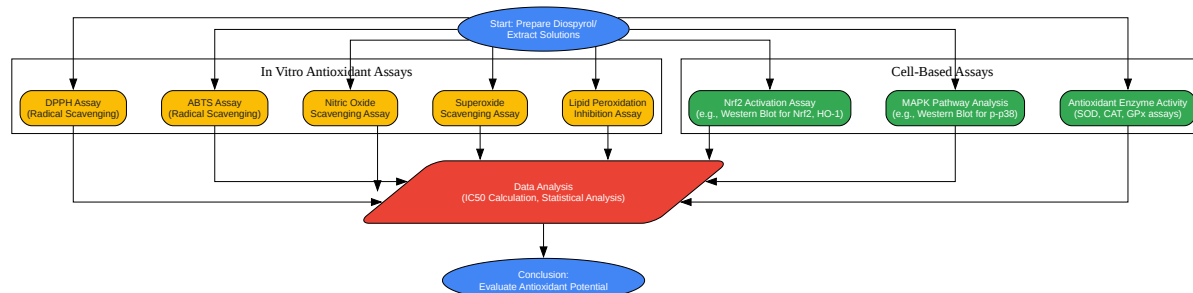 Start: Prepare Diospyrol/
Extract Solutions
In Vitro Antioxidant Assays
Cell-Based Assays
DPPH Assay
(Radical Scavenging)
ABTS Assay
(Radical Scavenging)
Nitric Oxide
Scavenging Assay
Superoxide
Scavenging Assay
Lipid Peroxidation
Inhibition Assay
Nrf2 Activation Assay
(e.g., Western Blot for Nrf2, HO-1)
MAPK Pathway Analysis
(e.g., Western Blot for p-p38)
Antioxidant Enzyme Activity
(SOD, CAT, GPx assays)
Data Analysis
(IC50 Calculation, Statistical Analysis)
Conclusion:
Evaluate Antioxidant Potential